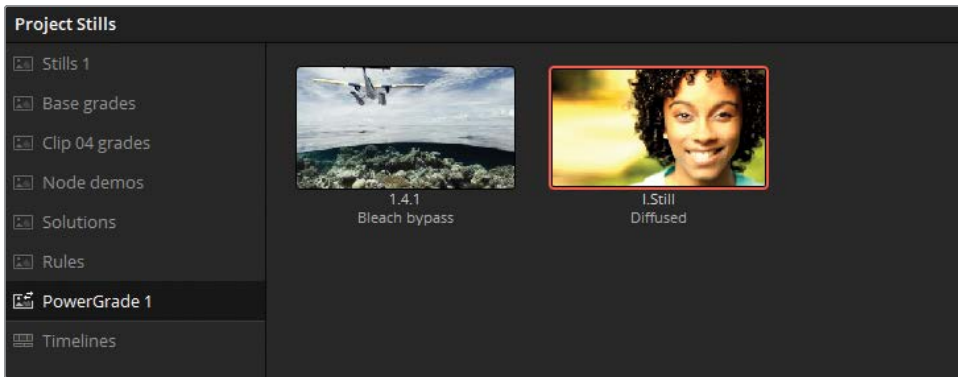 Project Stills
Stills 1
Base grades
Clip 04 grades
Node demos
Solutions
Rules
PowerGrade 1
Timelines
1.4.1
Bleach bypass
I.Still
Diffused